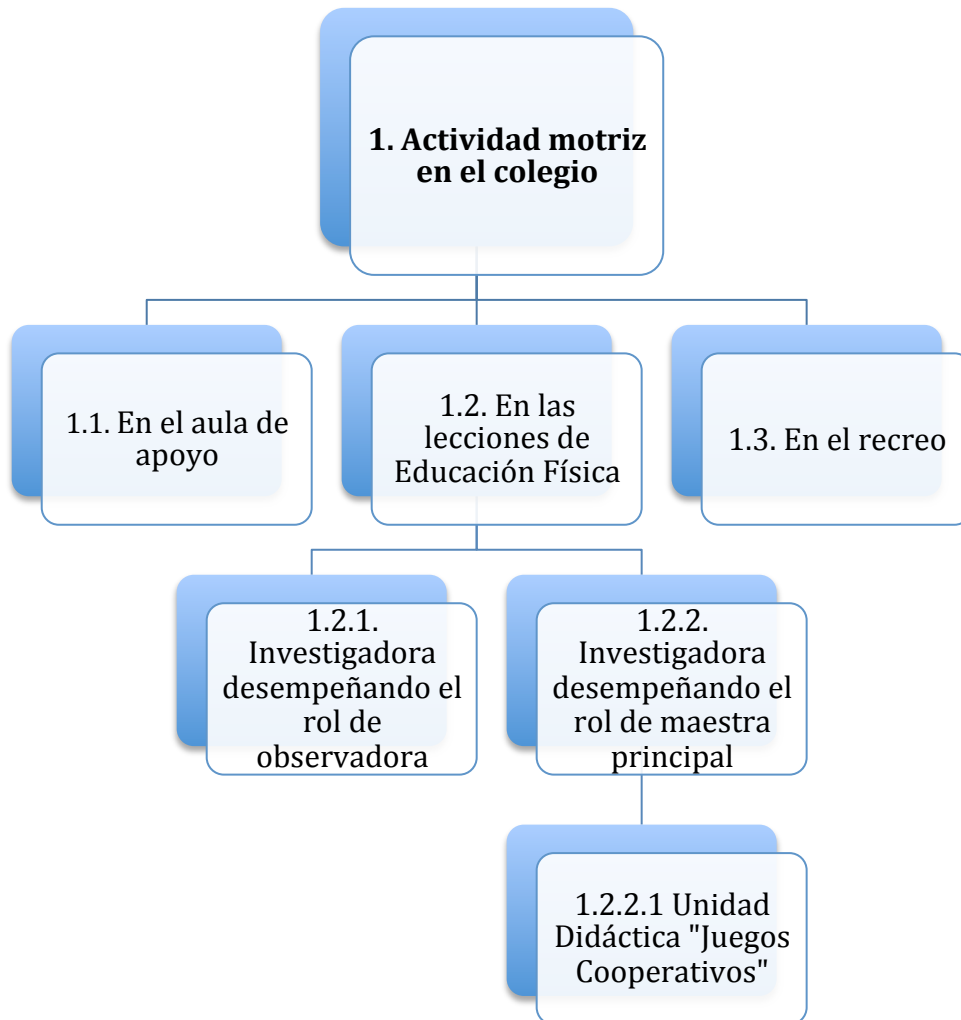 1. Actividad motriz
en el colegio
1.1. En el aula de
apoyo
1.2. En las
lecciones de
Educación Física
1.3. En el recreo
1.2.1.
Investigadora
desempeñando el
rol de
observadora
1.2.2.
Investigadora
desempeñando el
rol de maestra
principal
1.2.2.1 Unidad
Didáctica "Juegos
Cooperativos"